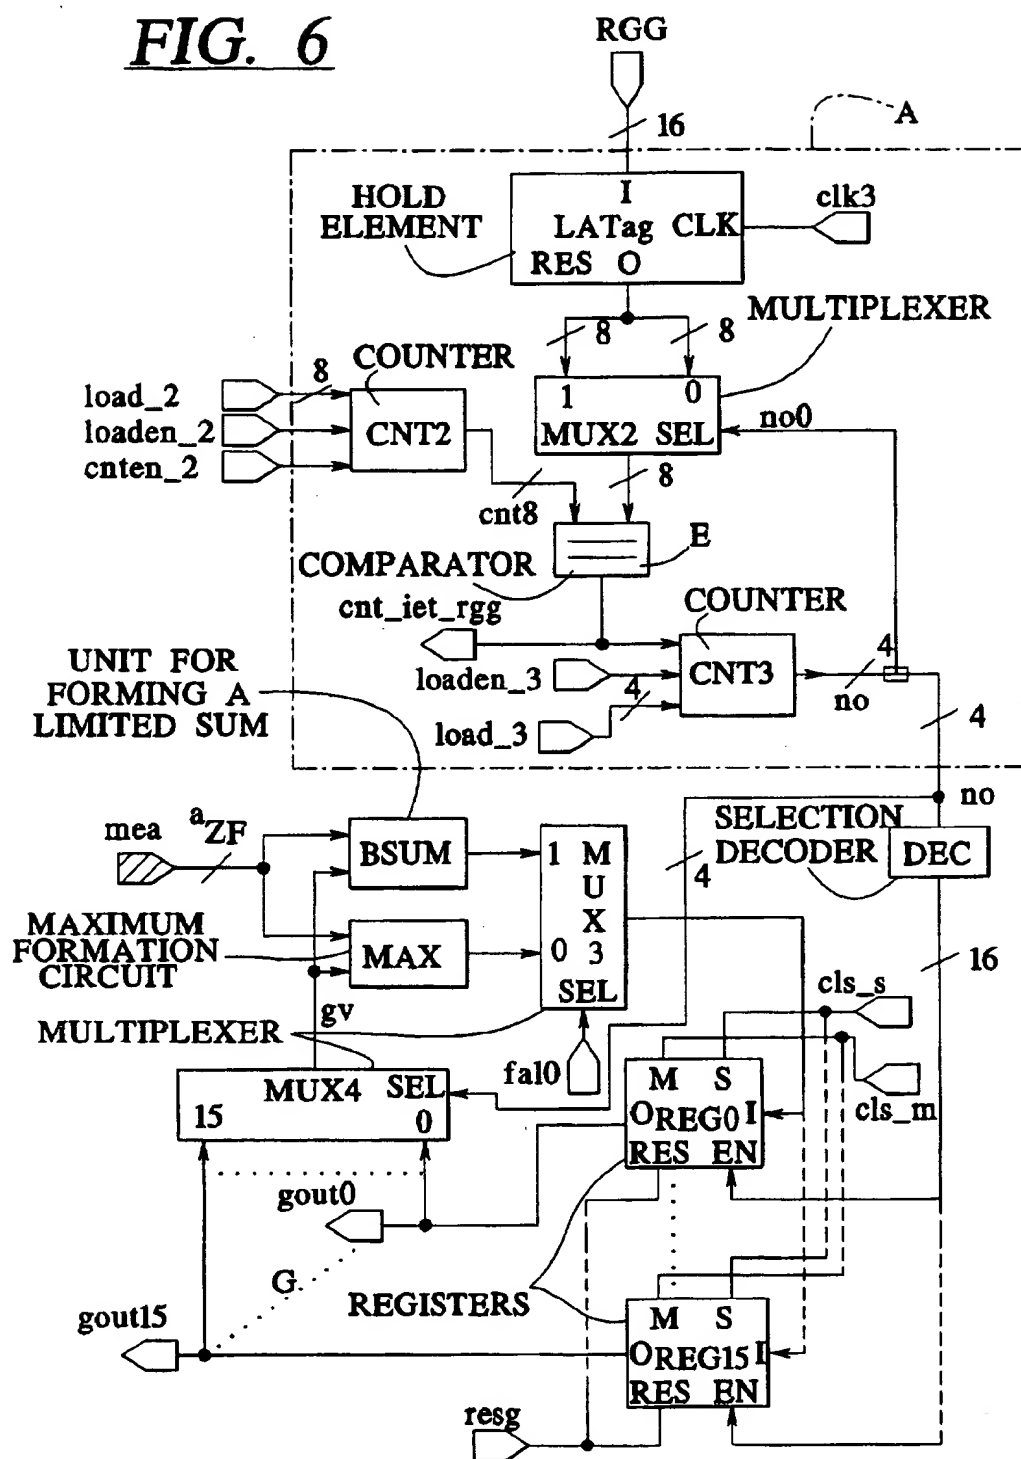 FIG. 6
RGG
16
A
HOLD
ELEMENT
I
LATag CLK
RES O
clk3
8
8
MULTIPLEXER
COUNTER
8
load_2
loaden_2
cnten_2
CNT2
1 0
MUX2 SEL
no0
8
cnt8
E
COMPARATOR
cnt_iet_rgg
COUNTER
UNIT FOR
FORMING A
LIMITED SUM
loaden_3
4
load_3
CNT3
4
no
4
no
mea
aZF
BSUM
1 MUX3
0
SEL
SELECTION
DECODER
DEC
4
MAXIMUM
FORMATION
CIRCUIT
MAX
16
gv
MULTIPLEXER
cls_s
fal0
cls_m
MUX4 SEL
15 0
M S
OREG0 I
RES EN
gout0
G
REGISTERS
gout15
M S
OREG15 I
RES EN
resg